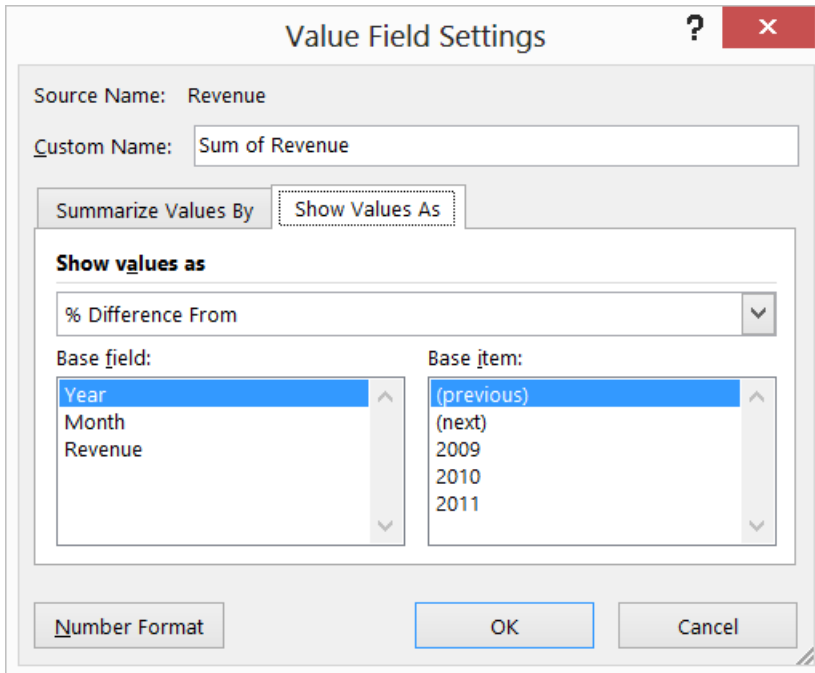 Value Field Settings ? ×
Source Name: Revenue
Custom Name: Sum of Revenue
Summarize Values By Show Values As
Show values as
% Difference From
Base field: Base item:
Year (previous)
Month (next)
Revenue 2009
2010
2011
Number Format OK Cancel